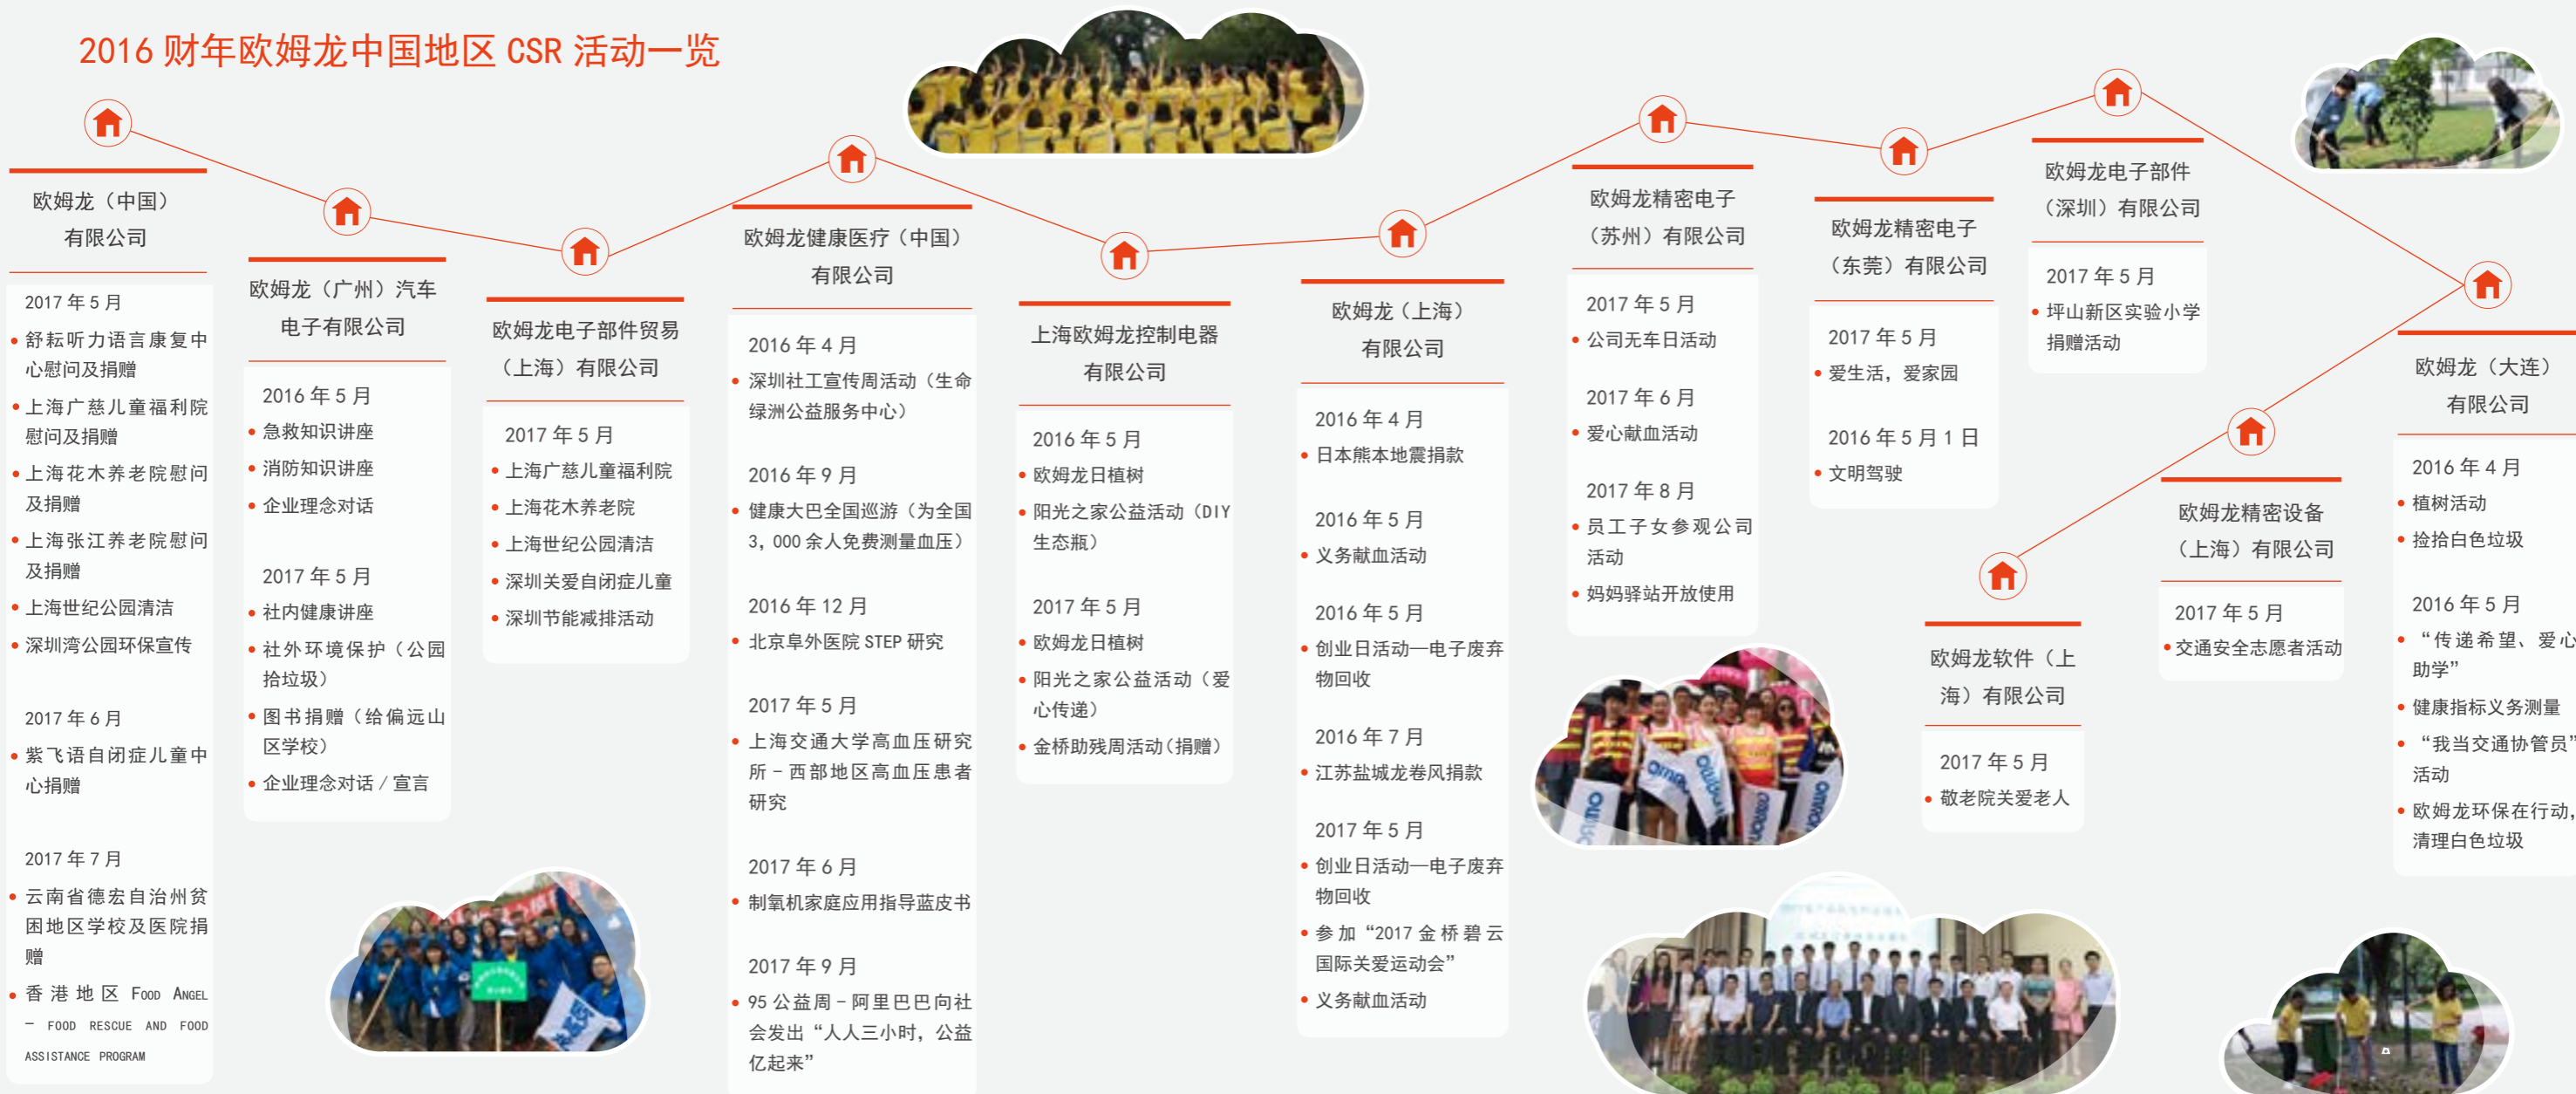 2016 财年欧姆龙中国地区 CSR 活动一览
欧姆龙（中国）
有限公司
2017 年 5 月
• 舒耘听力语言康复中
心慰问及捐赠
• 上海广慈儿童福利院
慰问及捐赠
• 上海花木养老院慰问
及捐赠
• 上海张江养老院慰问
及捐赠
• 上海世纪公园清洁
• 深圳湾公园环保宣传
2017 年 6 月
• 紫飞语自闭症儿童中
心捐赠
2017 年 7 月
• 云南省德宏自治州贫
困地区学校及医院捐
赠
• 香港地区 FOOD ANGEL
– FOOD RESCUE AND FOOD
ASSISTANCE PROGRAM
欧姆龙（广州）汽车
电子有限公司
2016 年 5 月
• 急救知识讲座
• 消防知识讲座
• 企业理念对话
2017 年 5 月
• 社内健康讲座
• 社外环境保护（公园
拾垃圾）
• 图书捐赠（给偏远山
区学校）
• 企业理念对话 / 宣言
欧姆龙电子部件贸易
（上海）有限公司
2017 年 5 月
• 上海广慈儿童福利院
• 上海花木养老院
• 上海世纪公园清洁
• 深圳关爱自闭症儿童
• 深圳节能减排活动
欧姆龙健康医疗（中国）
有限公司
2016 年 4 月
• 深圳社工宣传周活动（生命
绿洲公益服务中心）
2016 年 9 月
• 健康大巴全国巡游（为全国
3，000 余人免费测量血压）
2016 年 12 月
• 北京阜外医院 STEP 研究
2017 年 5 月
• 上海交通大学高血压研究
所－西部地区高血压患者
研究
2017 年 6 月
• 制氧机家庭应用指导蓝皮书
2017 年 9 月
• 95 公益周－阿里巴巴向社
会发出“人人三小时，公益
亿起来”
上海欧姆龙控制电器
有限公司
2016 年 5 月
• 欧姆龙日植树
• 阳光之家公益活动（DIY
生态瓶）
2017 年 5 月
• 欧姆龙日植树
• 阳光之家公益活动（爱
心传递）
• 金桥助残周活动（捐赠）
欧姆龙（上海）
有限公司
2016 年 4 月
• 日本熊本地震捐款
2016 年 5 月
• 义务献血活动
2016 年 5 月
• 创业日活动—电子废弃
物回收
2016 年 7 月
• 江苏盐城龙卷风捐款
2017 年 5 月
• 创业日活动—电子废弃
物回收
• 参加“2017 金桥碧云
国际关爱运动会”
• 义务献血活动
欧姆龙精密电子
（苏州）有限公司
2017 年 5 月
• 公司无车日活动
2017 年 6 月
• 爱心献血活动
2017 年 8 月
• 员工子女参观公司
活动
• 妈妈驿站开放使用
欧姆龙精密电子
（东莞）有限公司
2017 年 5 月
• 爱生活，爱家园
2016 年 5 月 1 日
• 文明驾驶
欧姆龙电子部件
（深圳）有限公司
2017 年 5 月
• 坪山新区实验小学
捐赠活动
欧姆龙软件（上
海）有限公司
2017 年 5 月
• 敬老院关爱老人
欧姆龙精密设备
（上海）有限公司
2017 年 5 月
• 交通安全志愿者活动
欧姆龙（大连）
有限公司
2016 年 4 月
• 植树活动
• 捡拾白色垃圾
2016 年 5 月
• “传递希望、爱心
助学”
• 健康指标义务测量
• “我当交通协管员”
活动
• 欧姆龙环保在行动，
清理白色垃圾
omron
omron